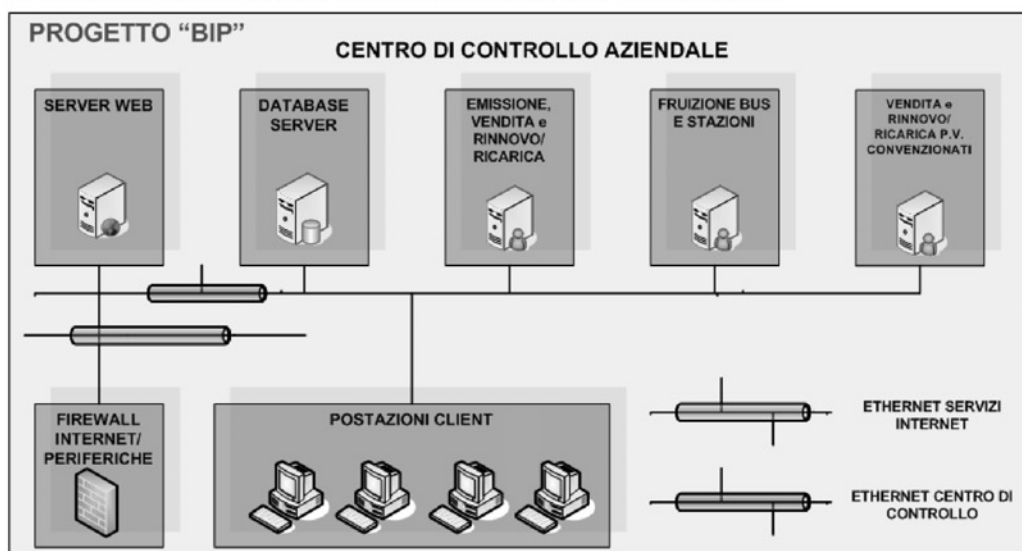 PROGETTO “BIP”
CENTRO DI CONTROLLO AZIENDALE
SERVER WEB
DATABASE
SERVER
EMISSIONE,
VENDITA e
RINNOVO/
RICARICA
FRUIZIONE BUS
E STAZIONI
VENDITA e
RINNOVO/
RICARICA P.V.
CONVENZIONATI
FIREWALL
INTERNET/
PERIFERICHE
POSTAZIONI CLIENT
ETHERNET SERVIZI
INTERNET
ETHERNET CENTRO DI
CONTROLLO